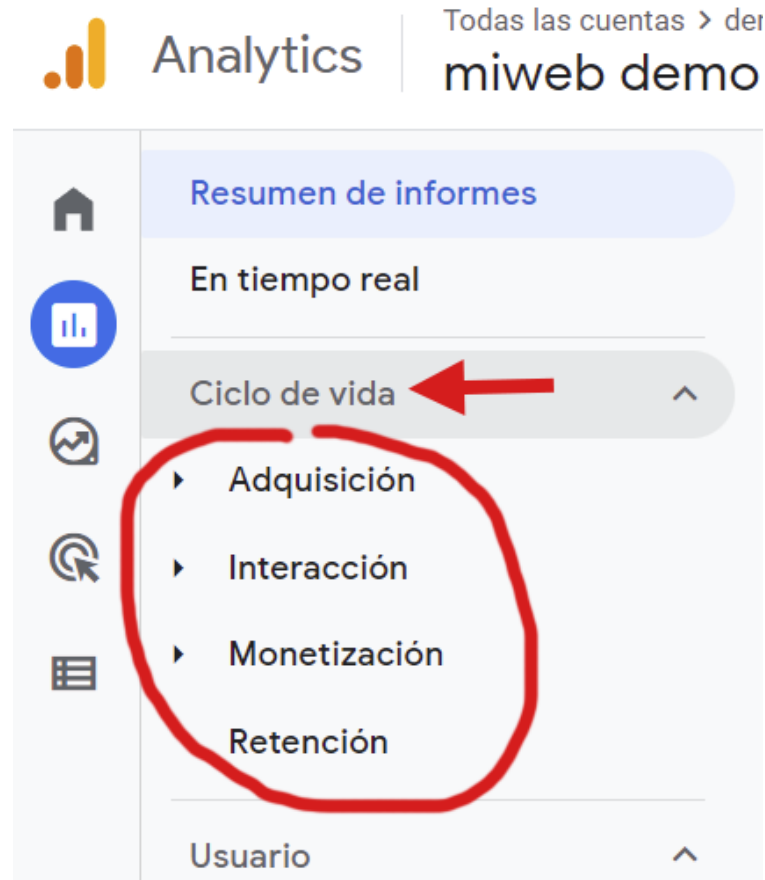 Analytics
Todas las cuentas > der
miweb demo
Resumen de informes
En tiempo real
Ciclo de vida
Adquisición
Interacción
Monetización
Retención
Usuario